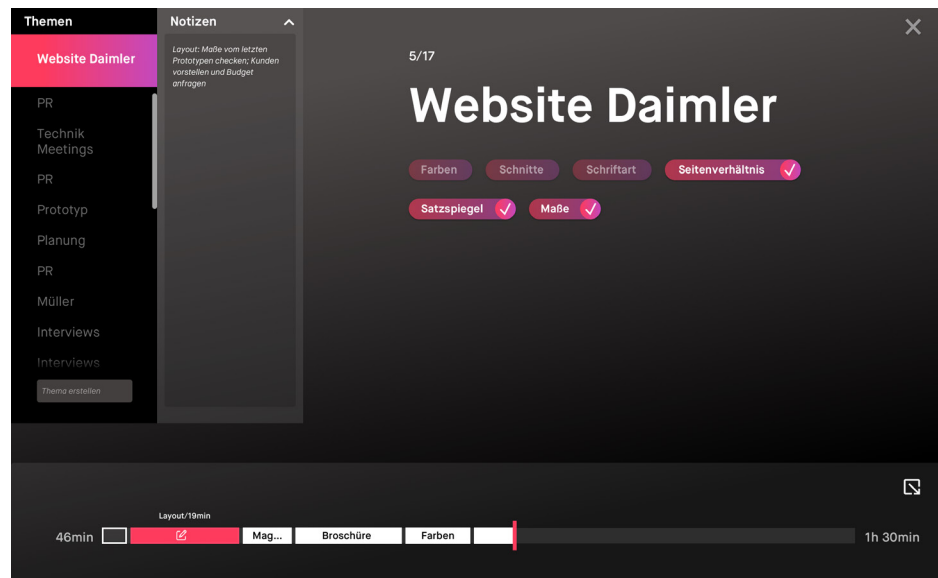 Themen
Website Daimler
PR
Technik
Meetings
PR
Prototyp
Planung
PR
Müller
Interviews
Interviews
Thema erstellen
Notizen
Layout: Maße vom letzten
Prototypen checken; Kunden
vorstellen und Budget
anfragen
5/17
Website Daimler
Farben Schnitte Schriftart Seitenverhältnis
Satzspiegel Maße
Layout/19min
46min Mag... Broschüre Farben 1h 30min